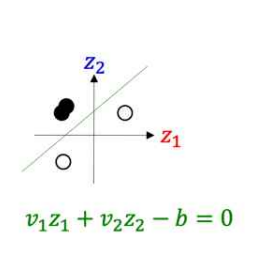 z₂
z₁
v₁z₁ + v₂z₂ − b = 0